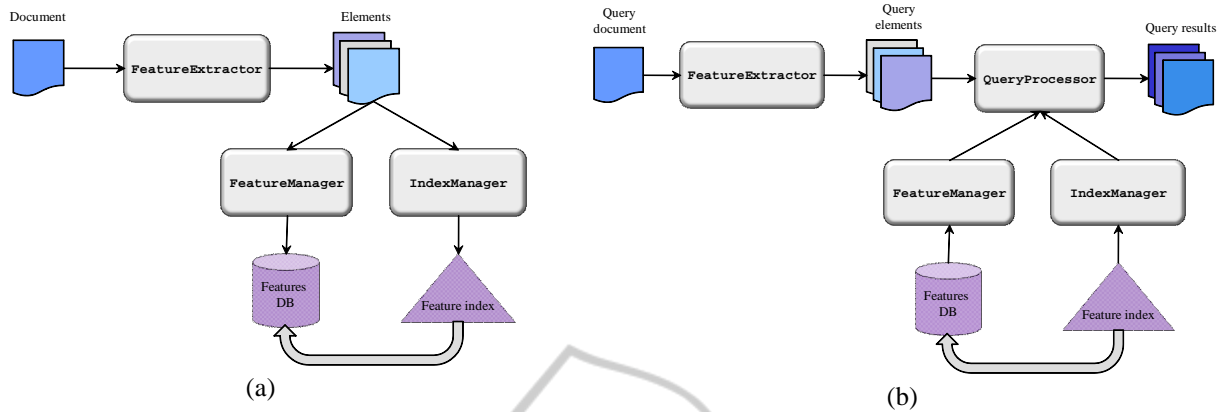 Document
Elements
FeatureExtractor
FeatureManager
IndexManager
Features
DB
Feature index
(a)
Query
document
Query
elements
Query results
FeatureExtractor
QueryProcessor
FeatureManager
IndexManager
Features
DB
Feature index
(b)